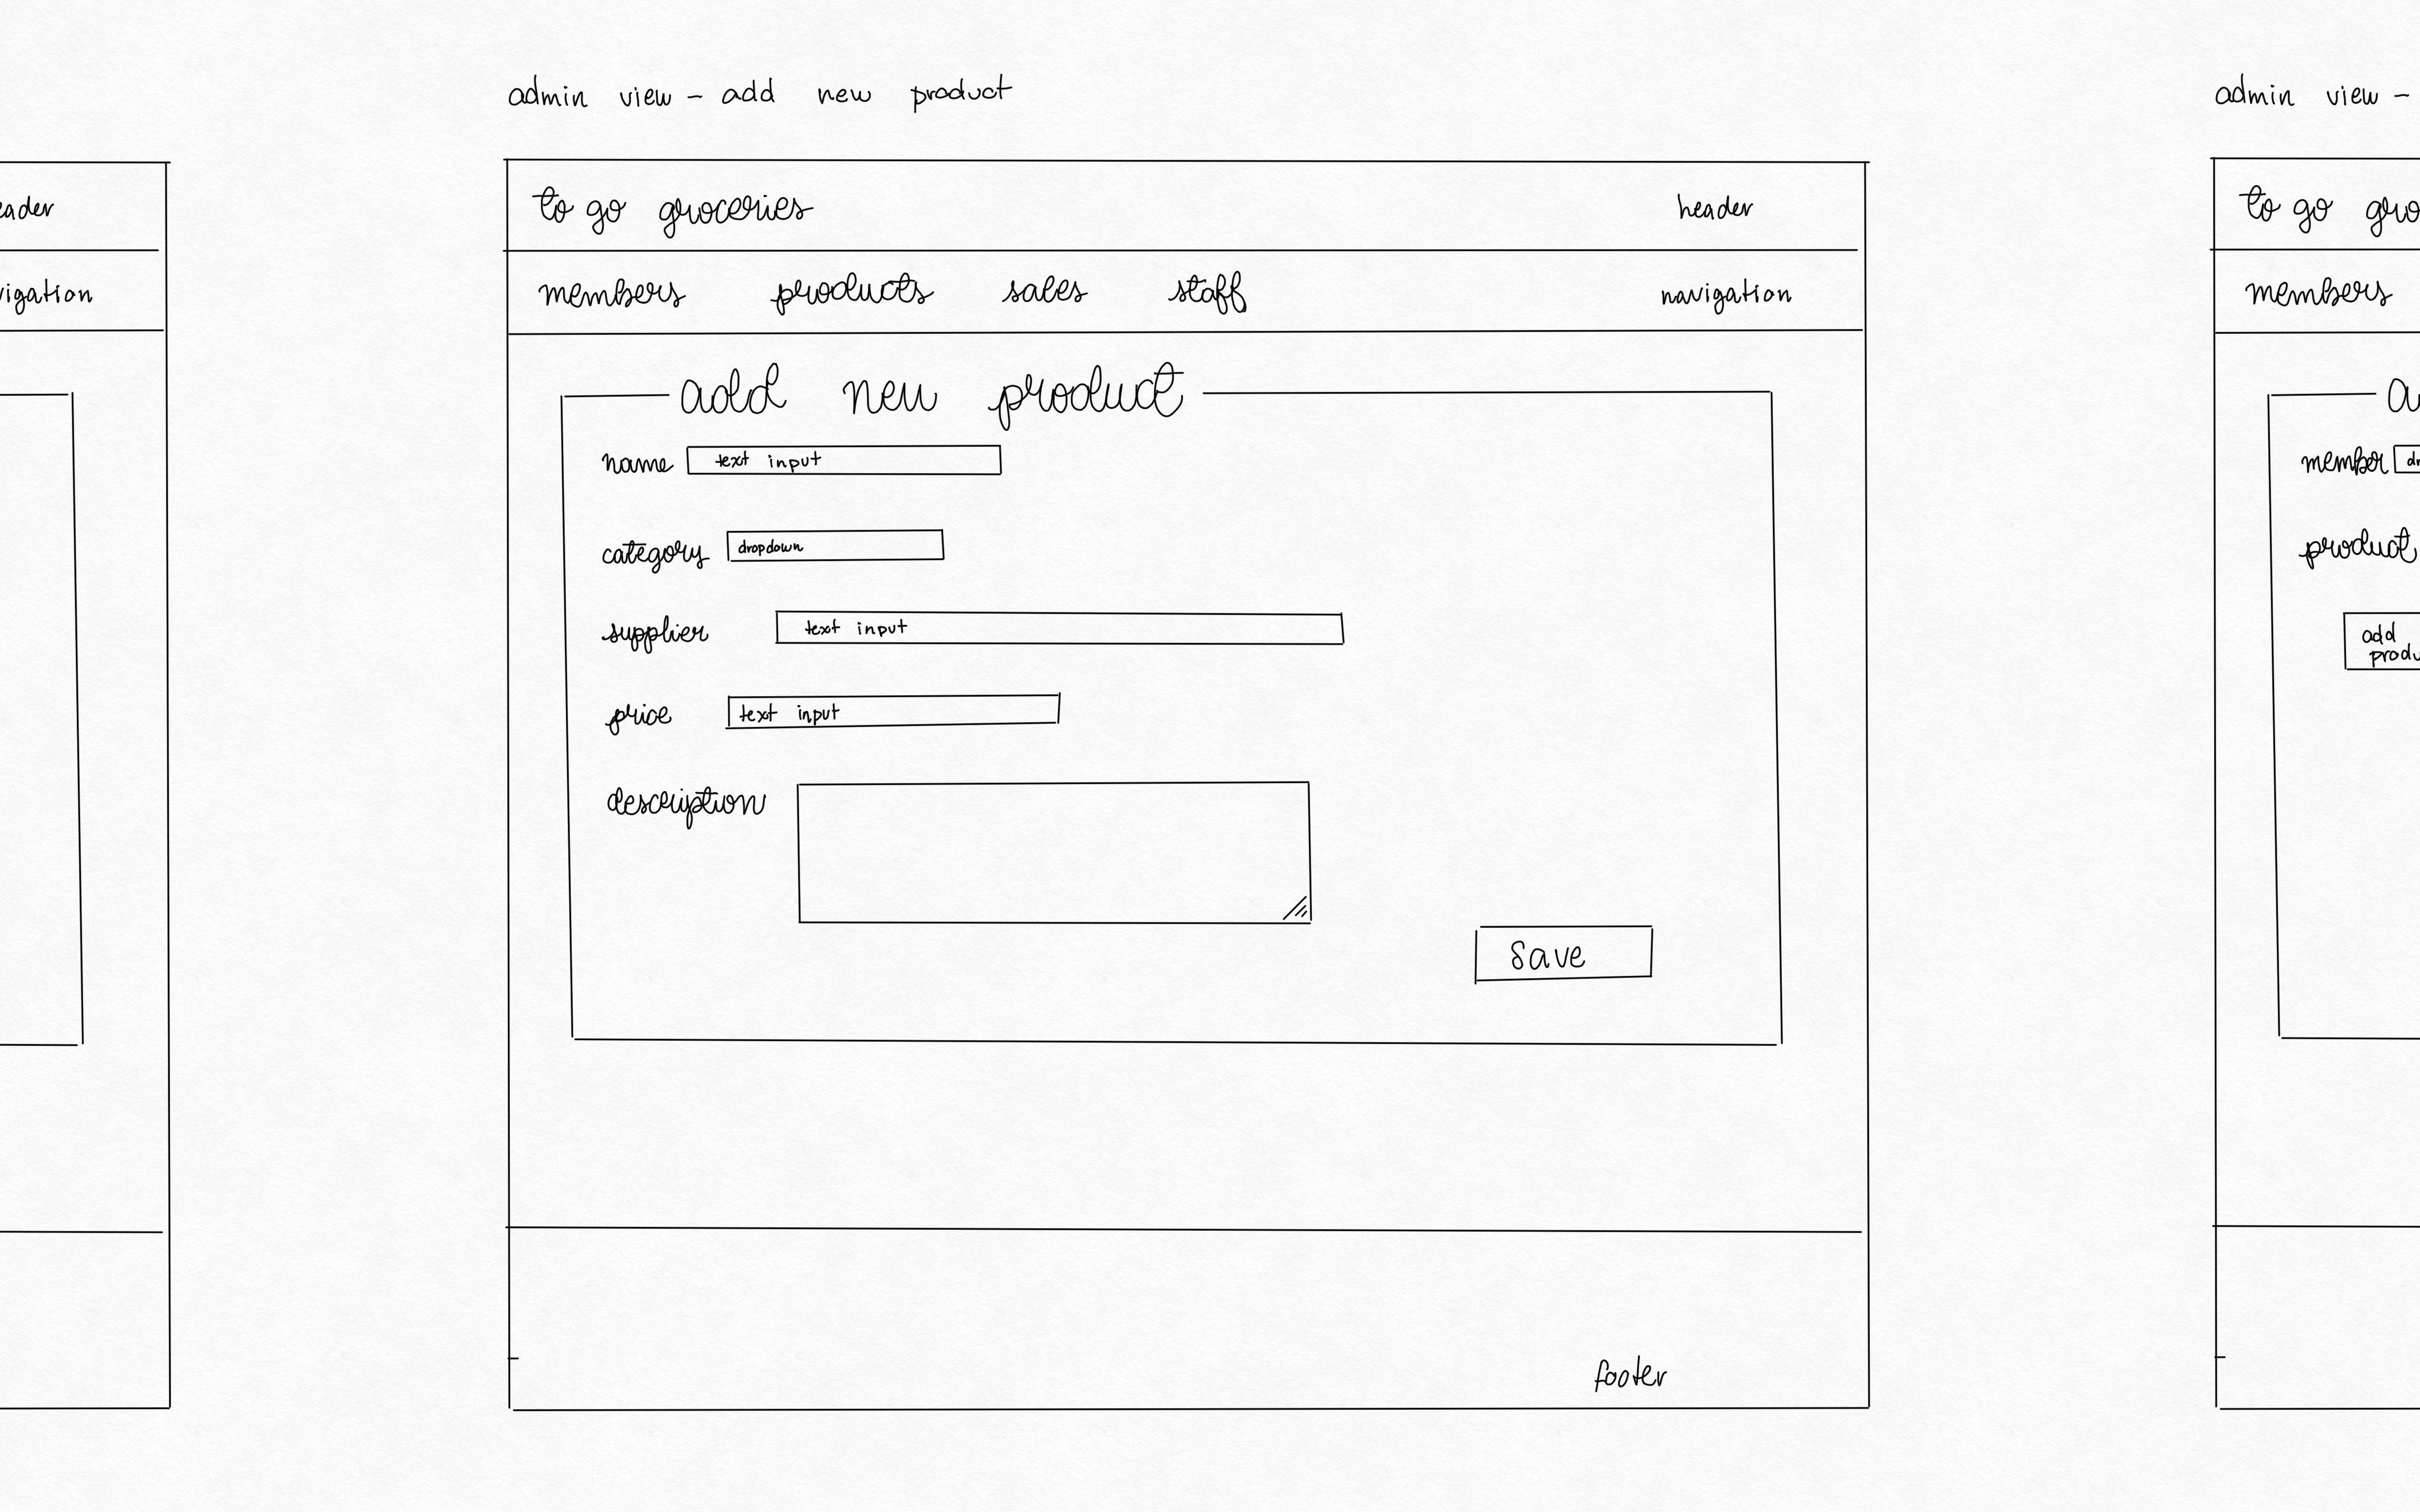 admin view - add new product
admin view -
eader
to go groceries header
to go gro
vigation
members products sales staff navigation
members
add new product
a
name text input
member dr
category dropdown
product
supplier text input
add
produ
price text input
description
save
footer